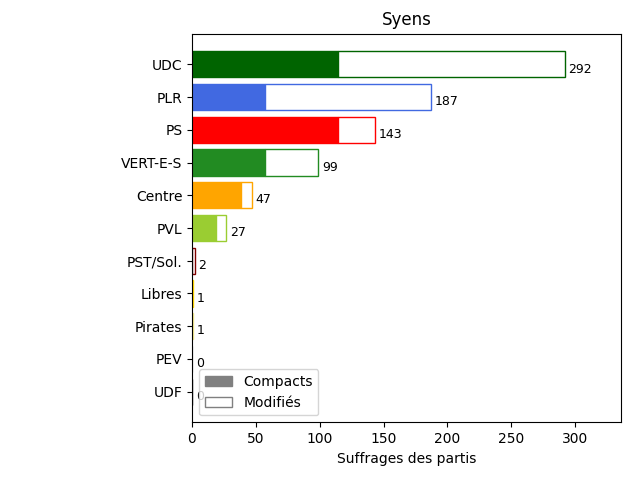 Syens
UDC 292
PLR 187
PS 143
VERT-E-S 99
Centre 47
PVL 27
PST/Sol. 2
Libres 1
Pirates 1
PEV 0
UDF 0
Compacts
Modifiés
0 50 100 150 200 250 300
Suffrages des partis